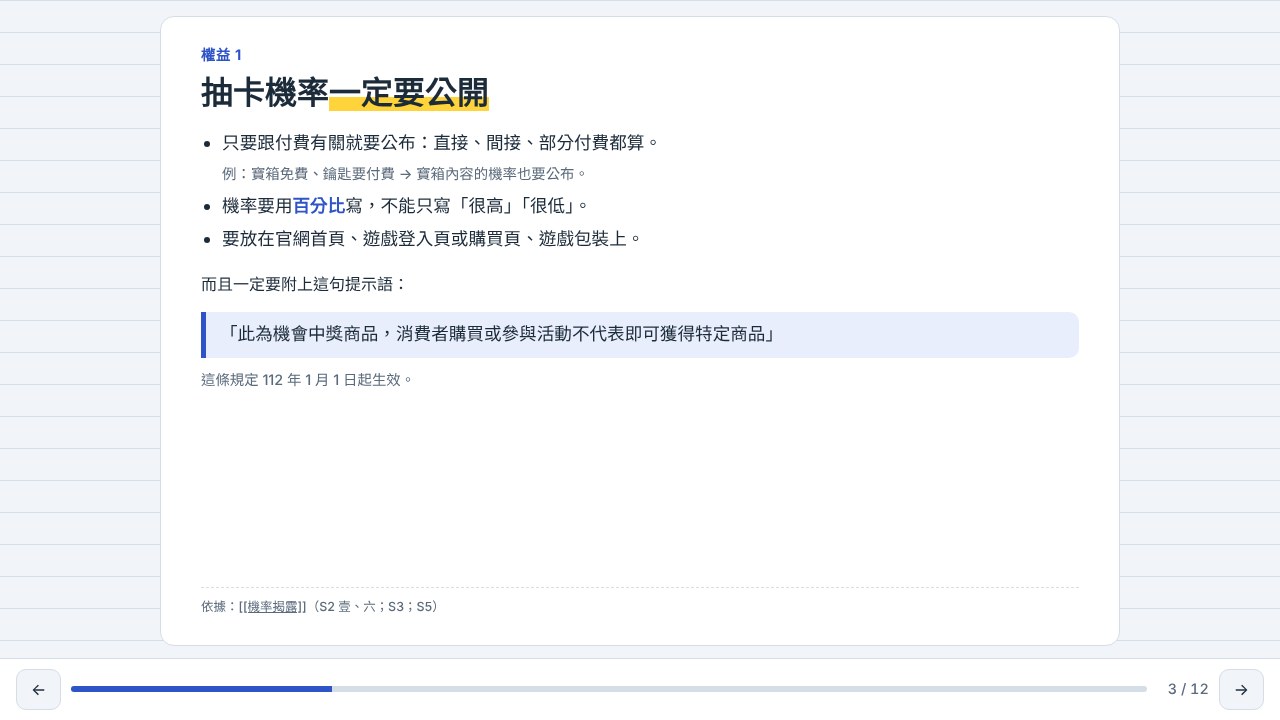 權益 1
抽卡機率一定要公開
• 只要跟付費有關就要公布：直接、間接、部分付費都算。
例：寶箱免費、鑰匙要付費 → 寶箱內容的機率也要公布。
• 機率要用百分比寫，不能只寫「很高」「很低」。
• 要放在官網首頁、遊戲登入頁或購買頁、遊戲包裝上。
而且一定要附上這句提示語：
「此為機會中獎商品，消費者購買或參與活動不代表即可獲得特定商品」
這條規定 112 年 1 月 1 日起生效。
依據：[[機率揭露]]（S2 壹、六；S3；S5）
← 3 / 12 →